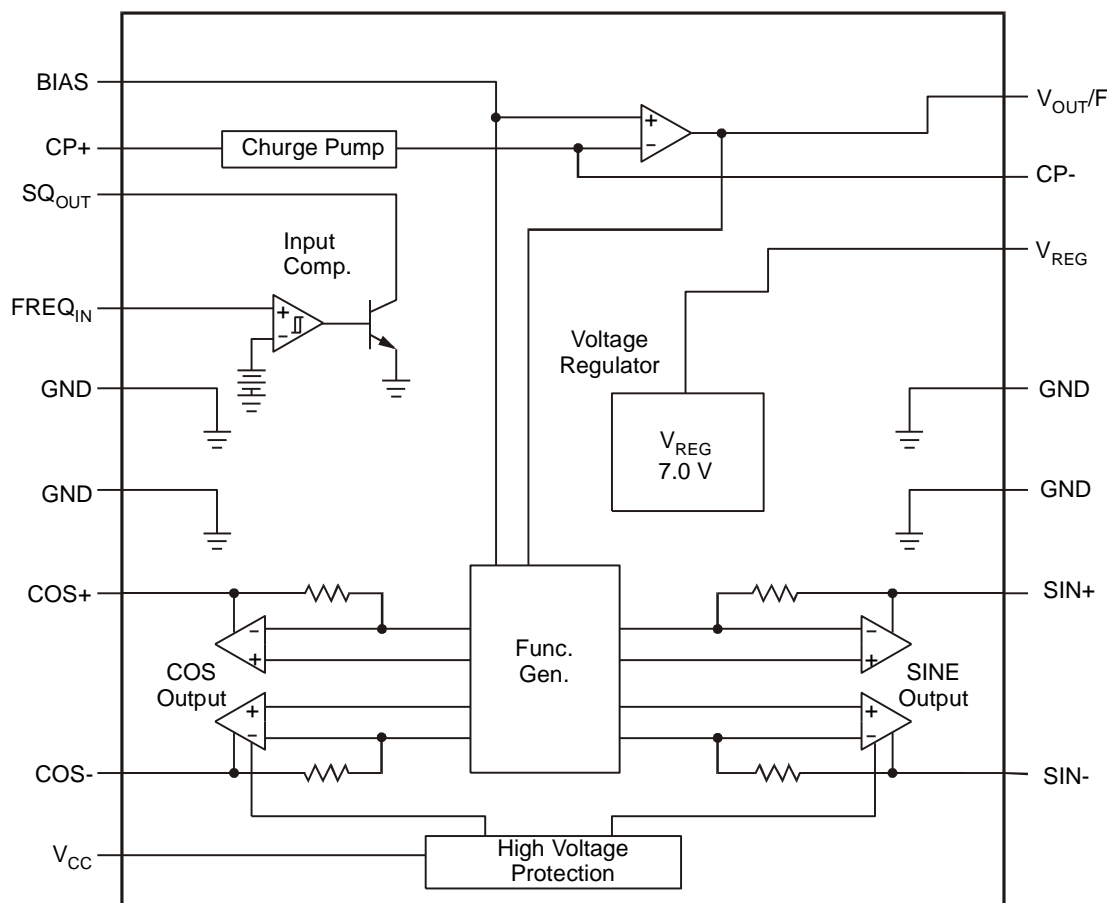 BIAS
CP+
Churge Pump
SQOUT
Input
Comp.
FREQIN
GND
GND
+
-
+
-
VOUT/F
CP-
VREG
Voltage
Regulator
VREG
7.0 V
GND
GND
COS+
COS
Output
COS-
-
+
+
-
Func.
Gen.
-
+
+
-
SINE
Output
SIN+
SIN-
VCC
High Voltage
Protection